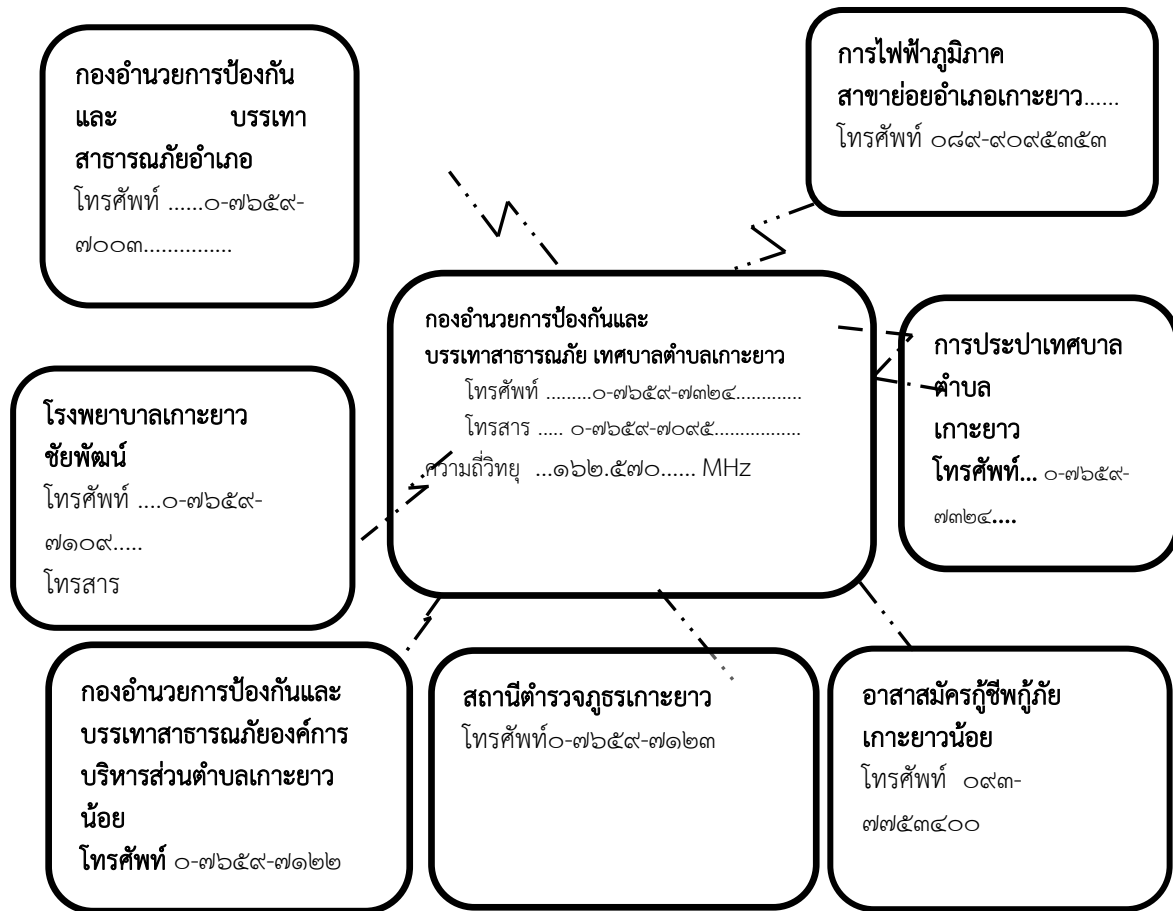 กองอำนวยการป้องกัน
และ บรรเทา
สาธารณภัยอำเภอ
โทรศัพท์ ......๐-๗๖๕๙-
๗๐๐๓...............
การไฟฟ้าภูมิภาค
สาขาย่อยอำเภอเกาะยาว......
โทรศัพท์ ๐๘๙-๙๐๙๕๓๕๓
กองอำนวยการป้องกันและ
บรรเทาสาธารณภัย เทศบาลตำบลเกาะยาว
โทรศัพท์ .........๐-๗๖๕๙-๗๓๒๔.............
โทรสาร ..... ๐-๗๖๕๙-๗๐๙๕.................
ความถี่วิทยุ ...๑๖๒.๕๗๐...... MHz
การประปาเทศบาล
ตำบล
เกาะยาว
โทรศัพท์... ๐-๗๖๕๙-
๗๓๒๔....
โรงพยาบาลเกาะยาว
ชัยพัฒน์
โทรศัพท์ ....๐-๗๖๕๙-
๗๑๐๙.....
โทรสาร
กองอำนวยการป้องกันและ
บรรเทาสาธารณภัยองค์การ
บริหารส่วนตำบลเกาะยาว
น้อย
โทรศัพท์ ๐-๗๖๕๙-๗๑๒๒
สถานีตำรวจภูธรเกาะยาว
โทรศัพท์๐-๗๖๕๙-๗๑๒๓
อาสาสมัครกู้ชีพกู้ภัย
เกาะยาวน้อย
โทรศัพท์ ๐๙๓-
๗๗๕๓๔๐๐